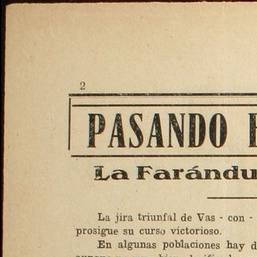 2
PASANDO
La Farándu
La jira triunfal de Vas - con -
prosigue su curso victorioso.
En algunas poblaciones hay d